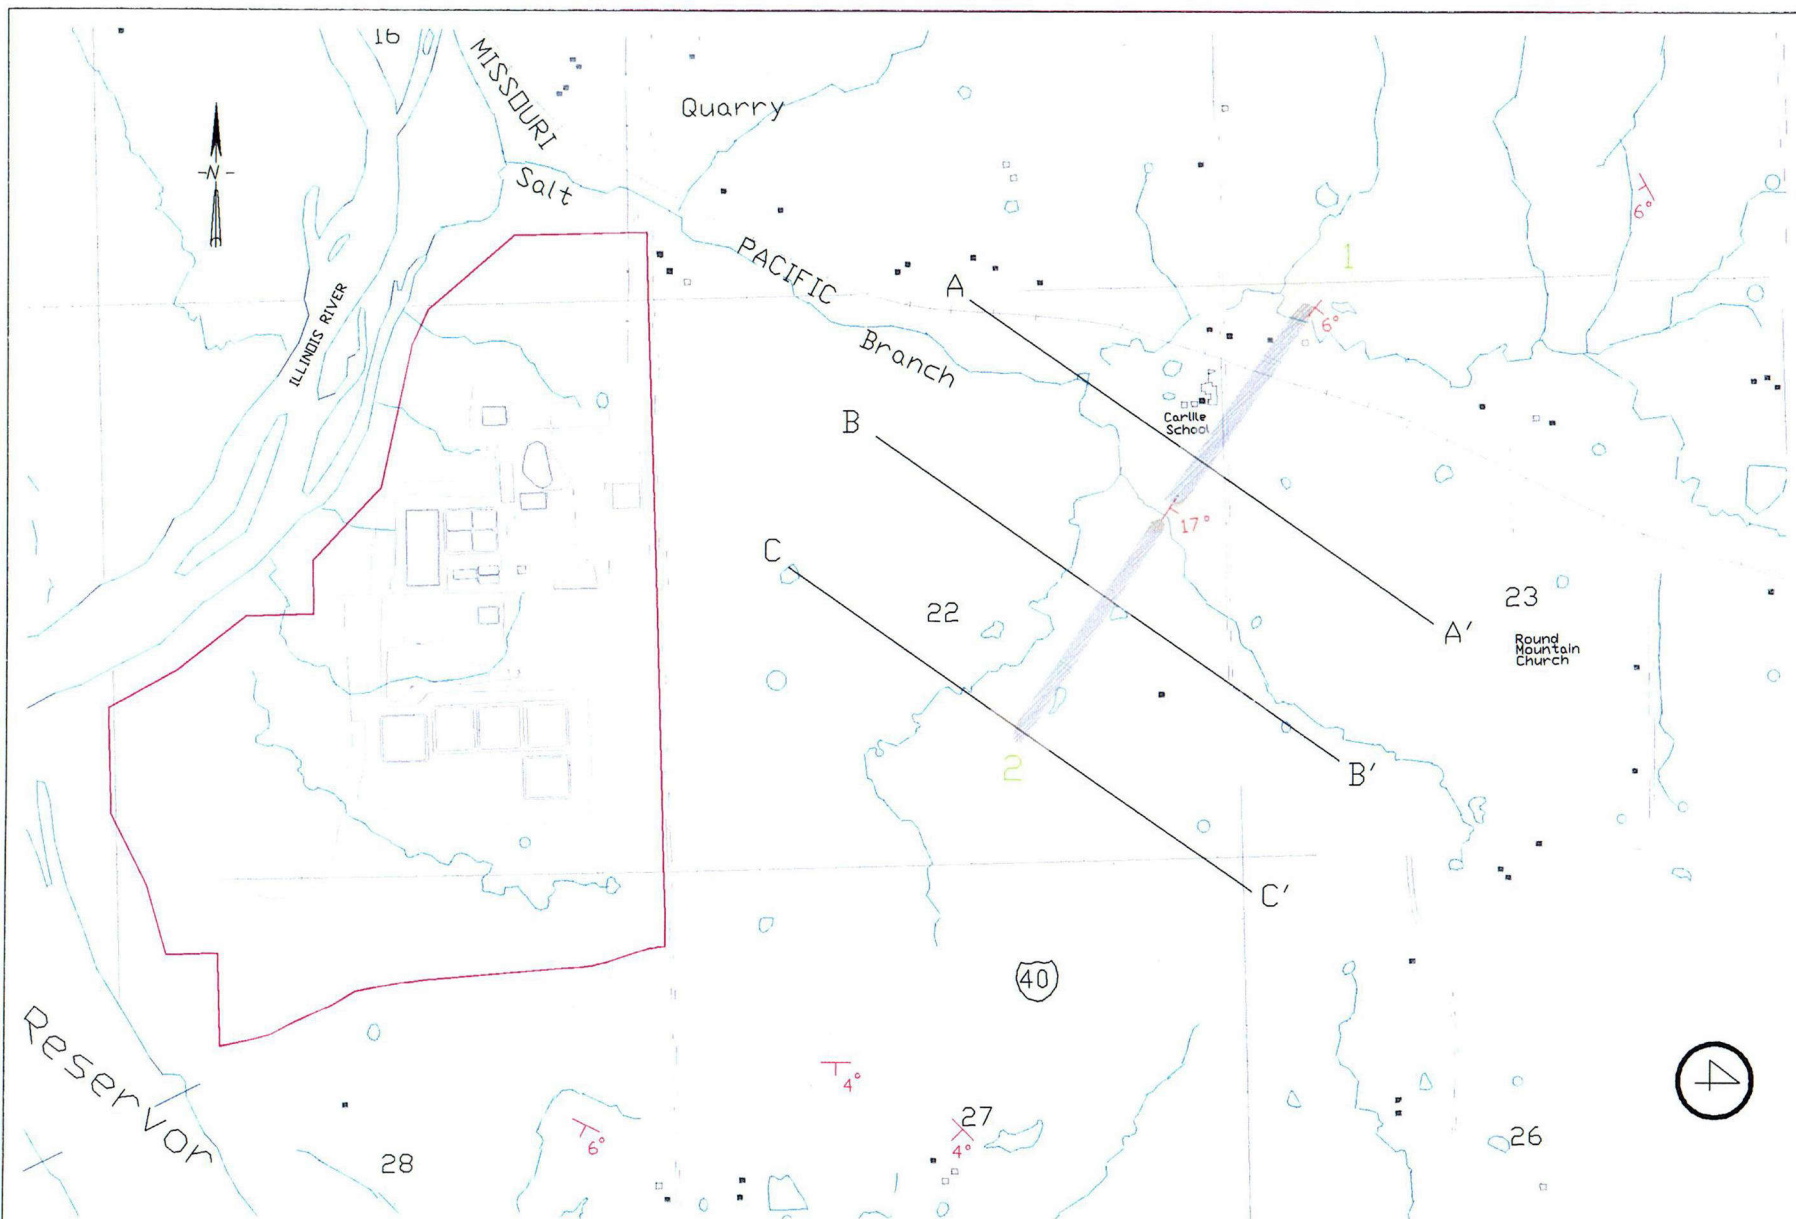 16
MISSOURI
Quarry
-N-
Salt
6°
PACIFIC
1
A
ILLINOIS RIVER
6°
Branch
Carlile
School
B
17°
C
22
23
A'
Round
Mountain
Church
2
B'
C'
40
Reservor
4°
4
27
6°
4°
26
28